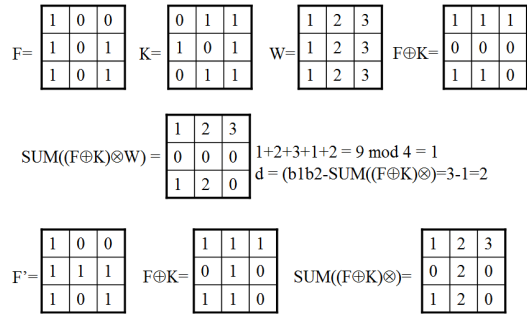 F= 1 0 0 K= 0 1 1 W= 1 2 3 F⊕K= 1 1 1
1 0 1 1 0 1 1 2 3 0 0 0
1 0 1 0 1 1 1 2 3 1 1 0
SUM((F⊕K)⊗W) = 1 2 3
0 0 0
1 2 0
1+2+3+1+2 = 9 mod 4 = 1
d = (b1b2-SUM((F⊕K)⊗)=3-1=2
F’= 1 0 0 F⊕K= 1 1 1 SUM((F⊕K)⊗)= 1 2 3
1 1 1 0 1 0 0 2 0
1 0 1 1 1 0 1 2 0